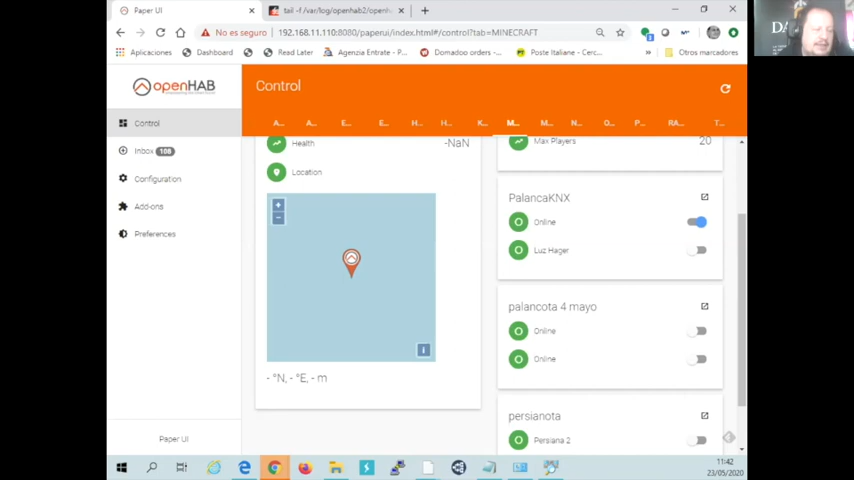 Paper UI
tail -f /var/log/openhab2/openh
No es seguro
192.168.11.110:8080/paperui/index.html#/control?tab=MINECRAFT
Aplicaciones
Dashboard
Read Later
Agenzia Entrate - P...
Domadoo orders -...
Poste Italiane - Cerc...
»
Otros marcadores
openHAB
Control
A...
A...
E...
E...
H...
H...
K...
M...
M...
N...
O...
P...
RA...
T...
Control
Inbox 108
Configuration
Add-ons
Preferences
Paper UI
Health
-NaN
Location
+
−
i
- °N, - °E, - m
Max Players
20
PalancaKNX
Online
Luz Hager
palancota 4 mayo
Online
Online
persianota
Persiana 2
11:42
23/05/2020